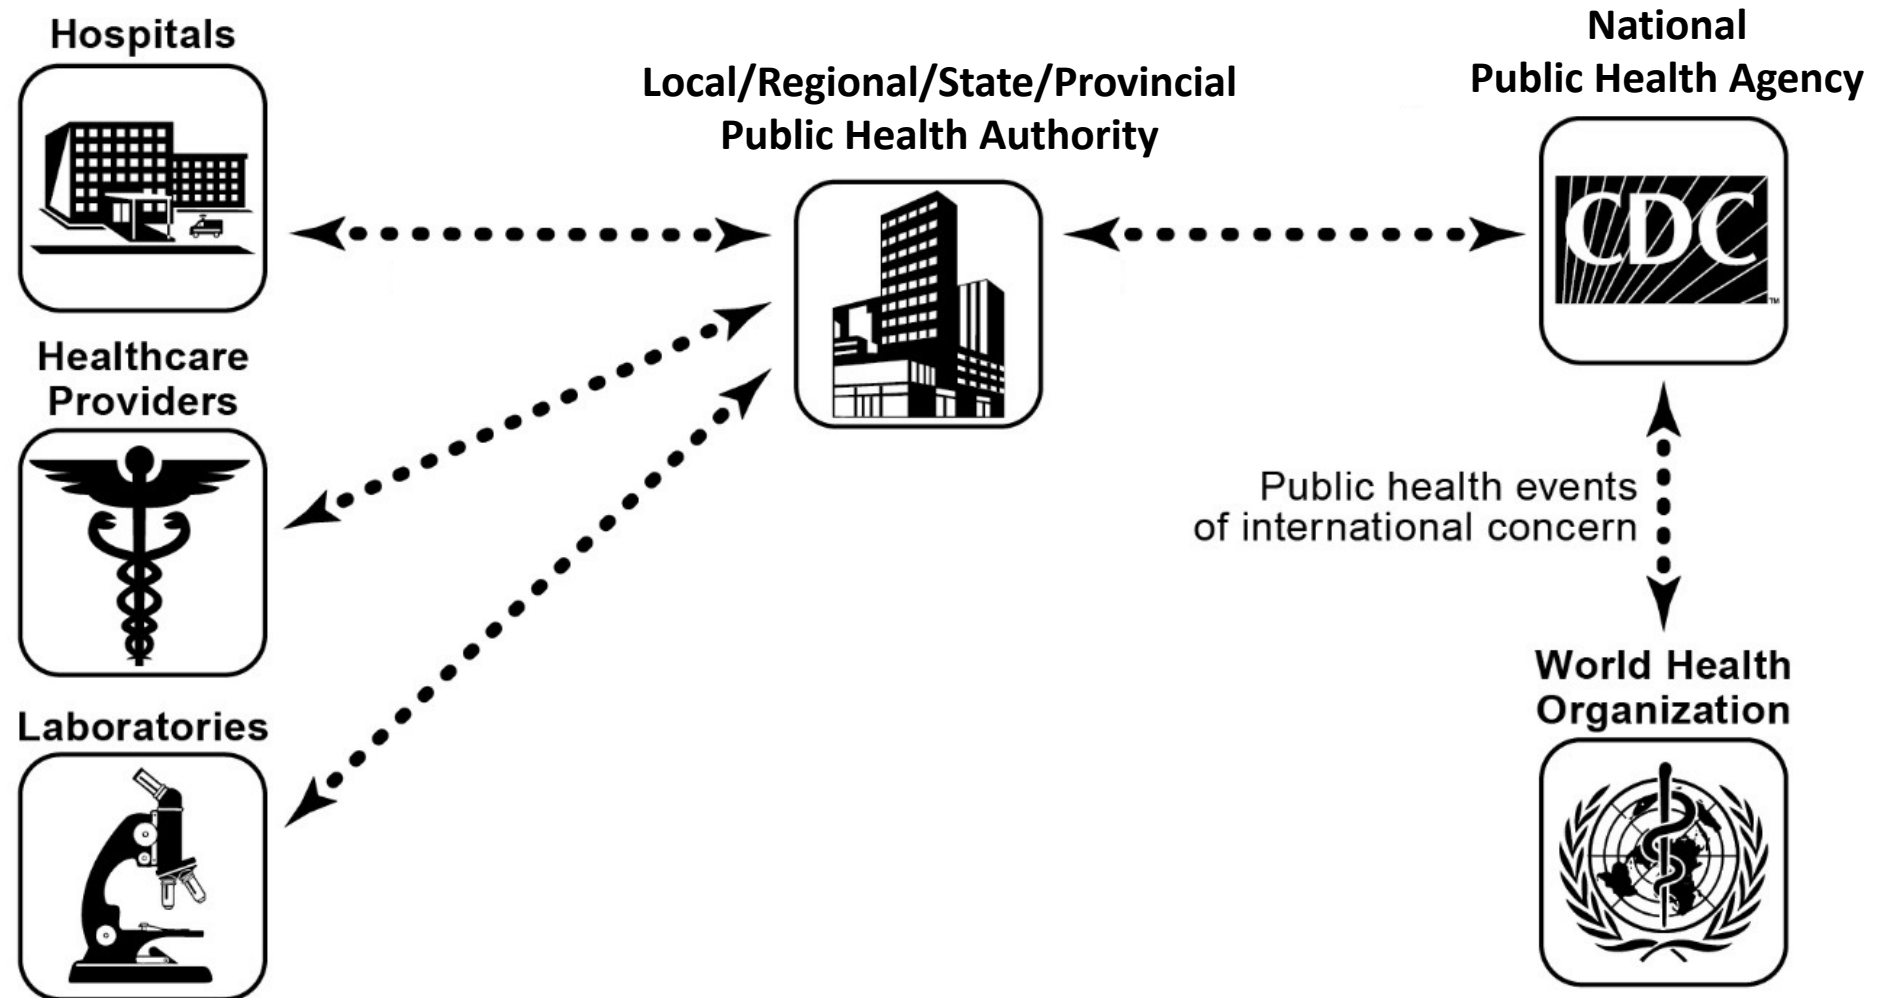 Hospitals
Local/Regional/State/Provincial
Public Health Authority
National
Public Health Agency
CDC
TM
Healthcare
Providers
Public health events
of international concern
Laboratories
World Health
Organization